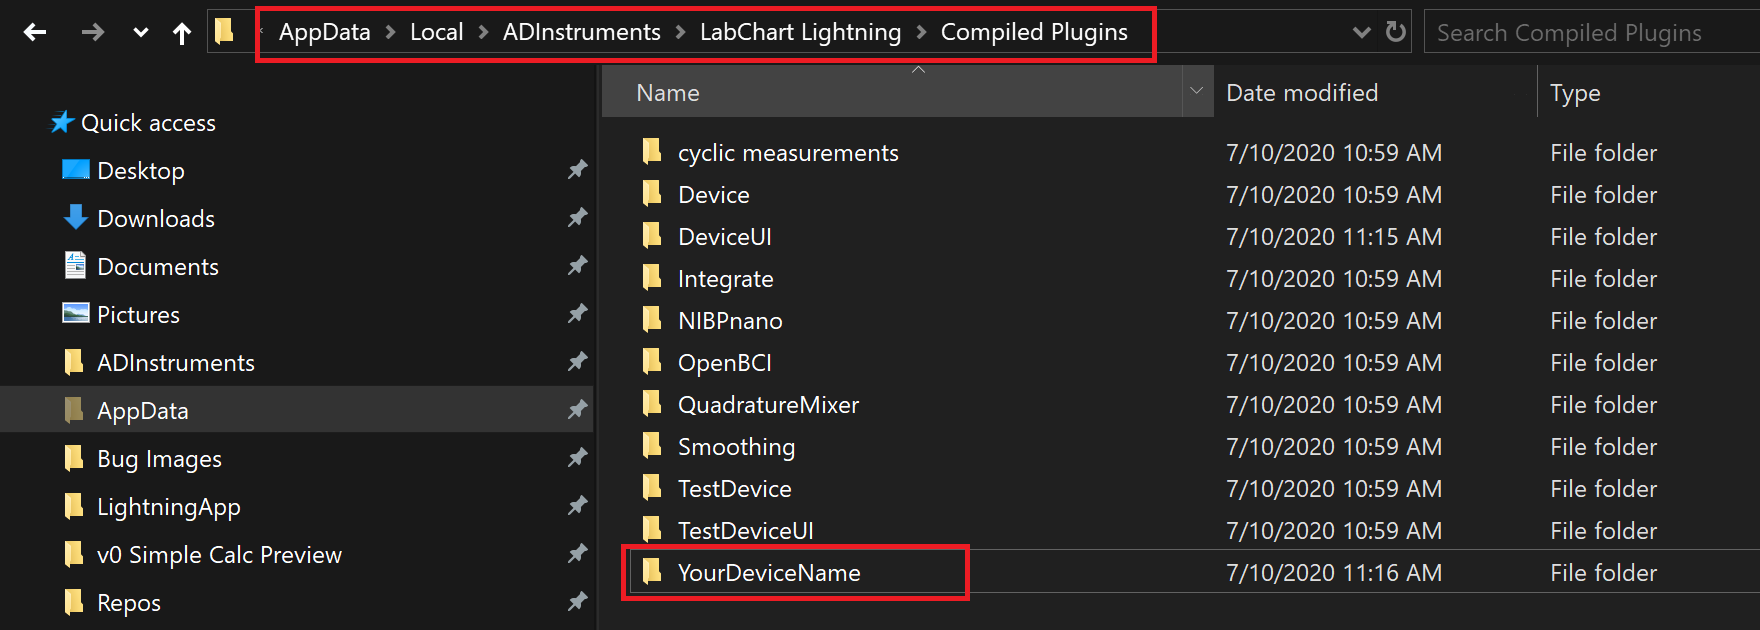 AppData > Local > ADInstruments > LabChart Lightning > Compiled Plugins
Search Compiled Plugins
Quick access
Desktop
Downloads
Documents
Pictures
ADInstruments
AppData
Bug Images
LightningApp
v0 Simple Calc Preview
Repos
Name Date modified Type
cyclic measurements 7/10/2020 10:59 AM File folder
Device 7/10/2020 10:59 AM File folder
DeviceUI 7/10/2020 11:15 AM File folder
Integrate 7/10/2020 10:59 AM File folder
NIBPnano 7/10/2020 10:59 AM File folder
OpenBCI 7/10/2020 10:59 AM File folder
QuadratureMixer 7/10/2020 10:59 AM File folder
Smoothing 7/10/2020 10:59 AM File folder
TestDevice 7/10/2020 10:59 AM File folder
TestDeviceUI 7/10/2020 10:59 AM File folder
YourDeviceName 7/10/2020 11:16 AM File folder